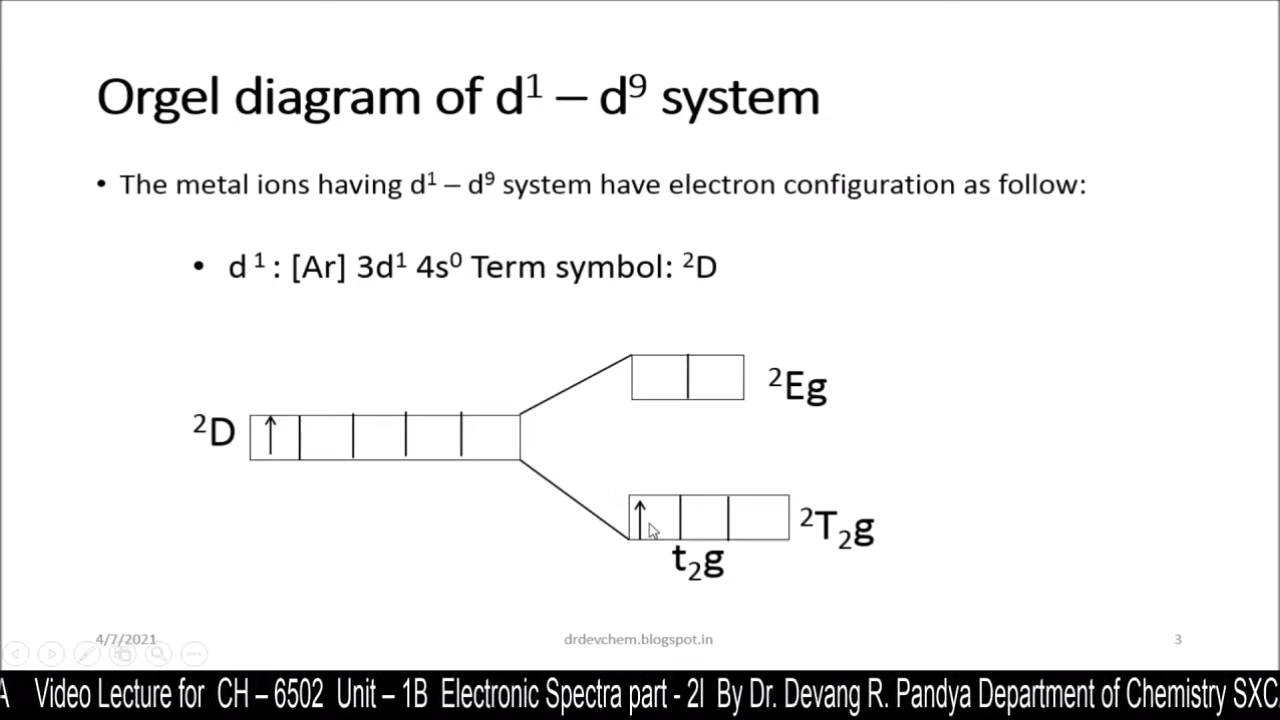 Orgel diagram of d¹ – d⁹ system
• The metal ions having d¹ – d⁹ system have electron configuration as follow:
• d ¹ : [Ar] 3d¹ 4s⁰ Term symbol: ²D
²Eg
²D
²T₂g
t₂g
4/7/2021
drdevchem.blogspot.in
3
A Video Lecture for CH – 6502 Unit – 1B Electronic Spectra part - 2I By Dr. Devang R. Pandya Department of Chemistry SXC